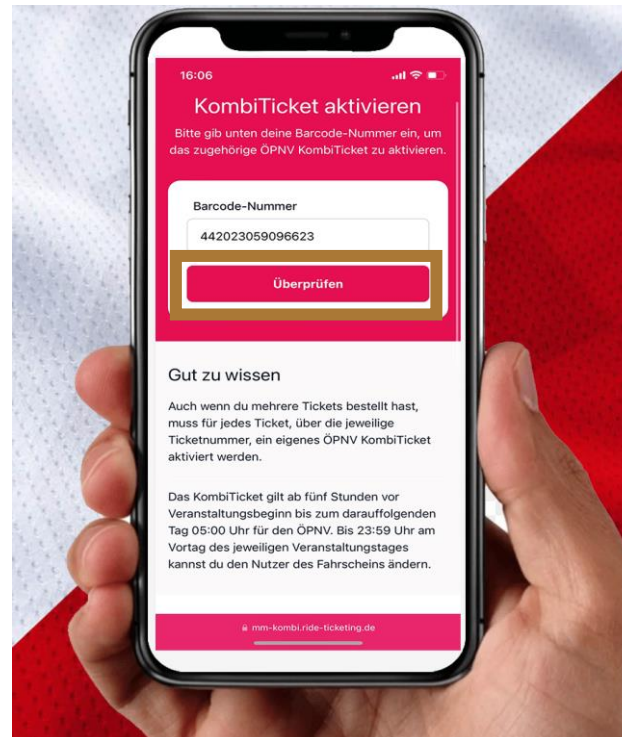 16:06
KombiTicket aktivieren
Bitte gib unten deine Barcode-Nummer ein, um
das zugehörige ÖPNV KombiTicket zu aktivieren.
Barcode-Nummer
442023059096623
Überprüfen
Gut zu wissen
Auch wenn du mehrere Tickets bestellt hast,
muss für jedes Ticket, über die jeweilige
Ticketnummer, ein eigenes ÖPNV KombiTicket
aktiviert werden.
Das KombiTicket gilt ab fünf Stunden vor
Veranstaltungsbeginn bis zum darauffolgenden
Tag 05:00 Uhr für den ÖPNV. Bis 23:59 Uhr am
Vortag des jeweiligen Veranstaltungstages
kannst du den Nutzer des Fahrscheins ändern.
mm-kombi.ride-ticketing.de